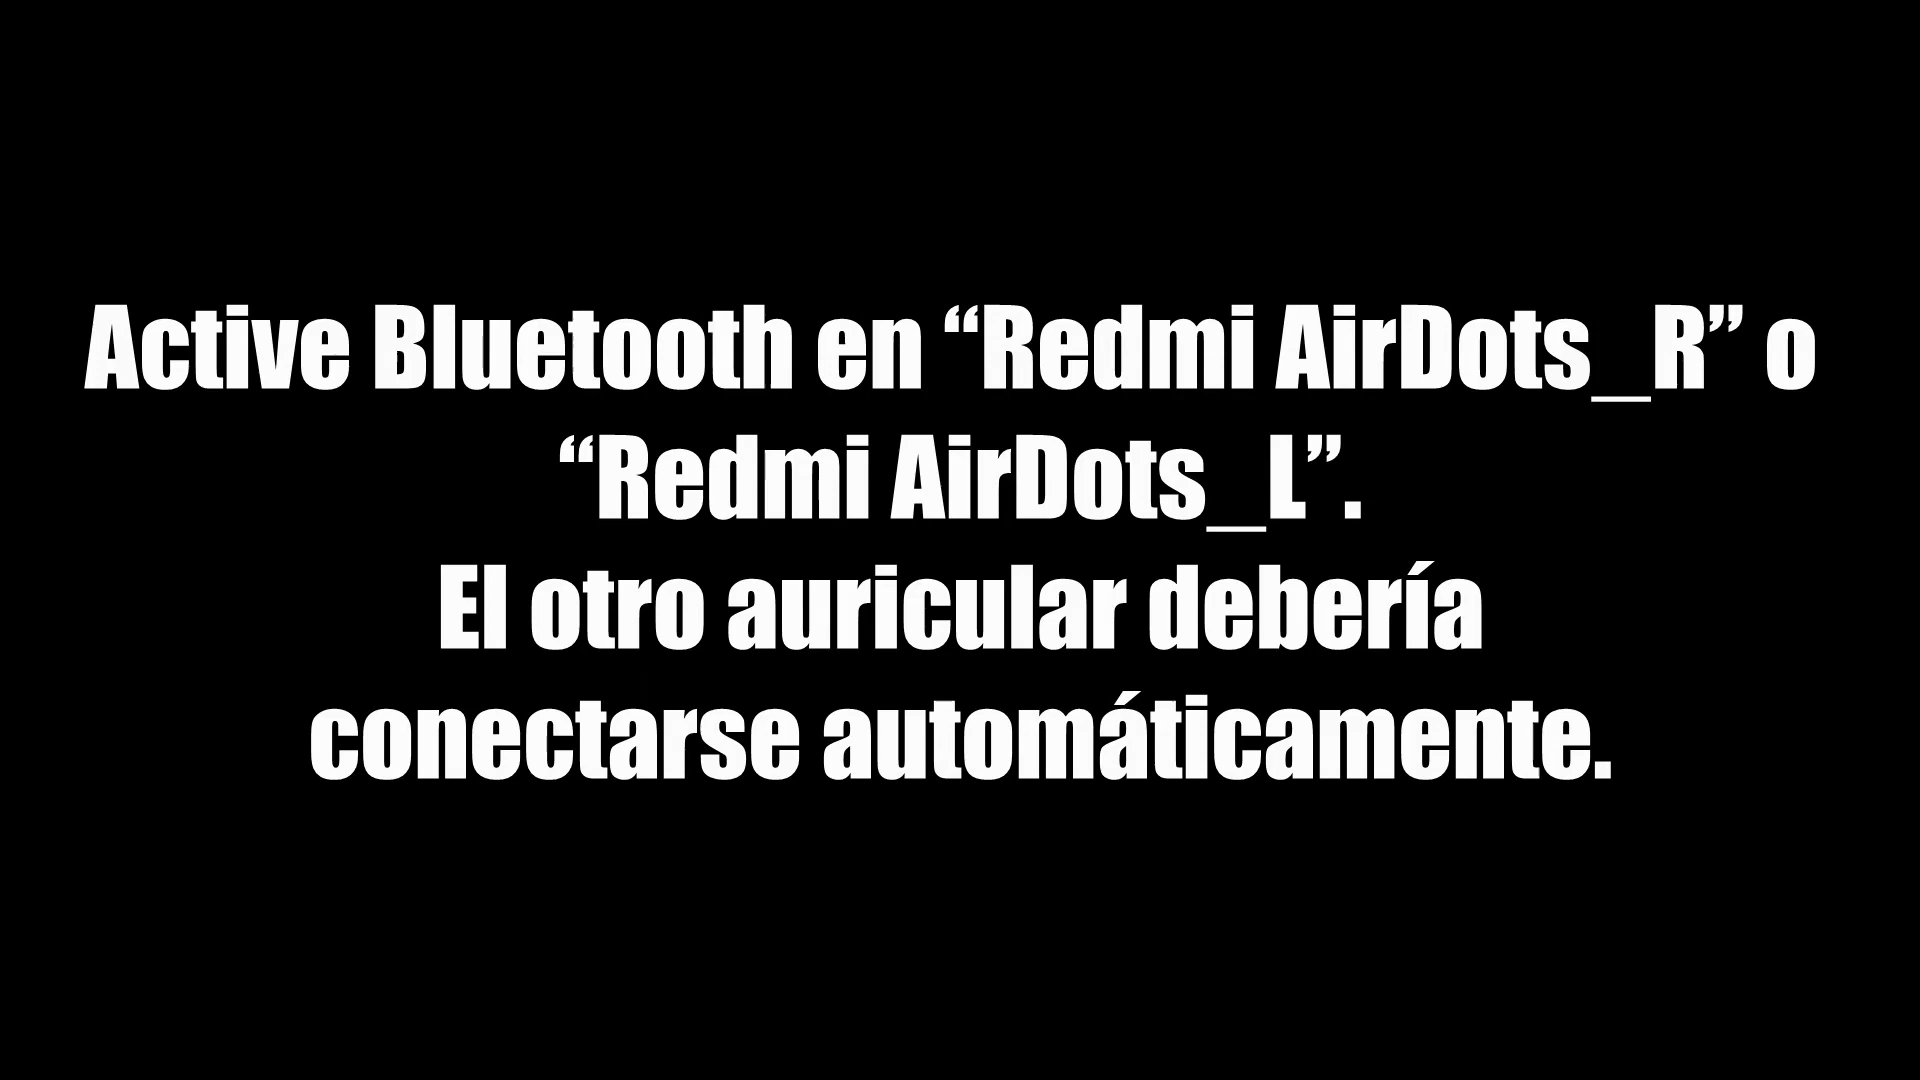 Active Bluetooth en “Redmi AirDots_R” o
“Redmi AirDots_L”.
El otro auricular debería
conectarse automáticamente.